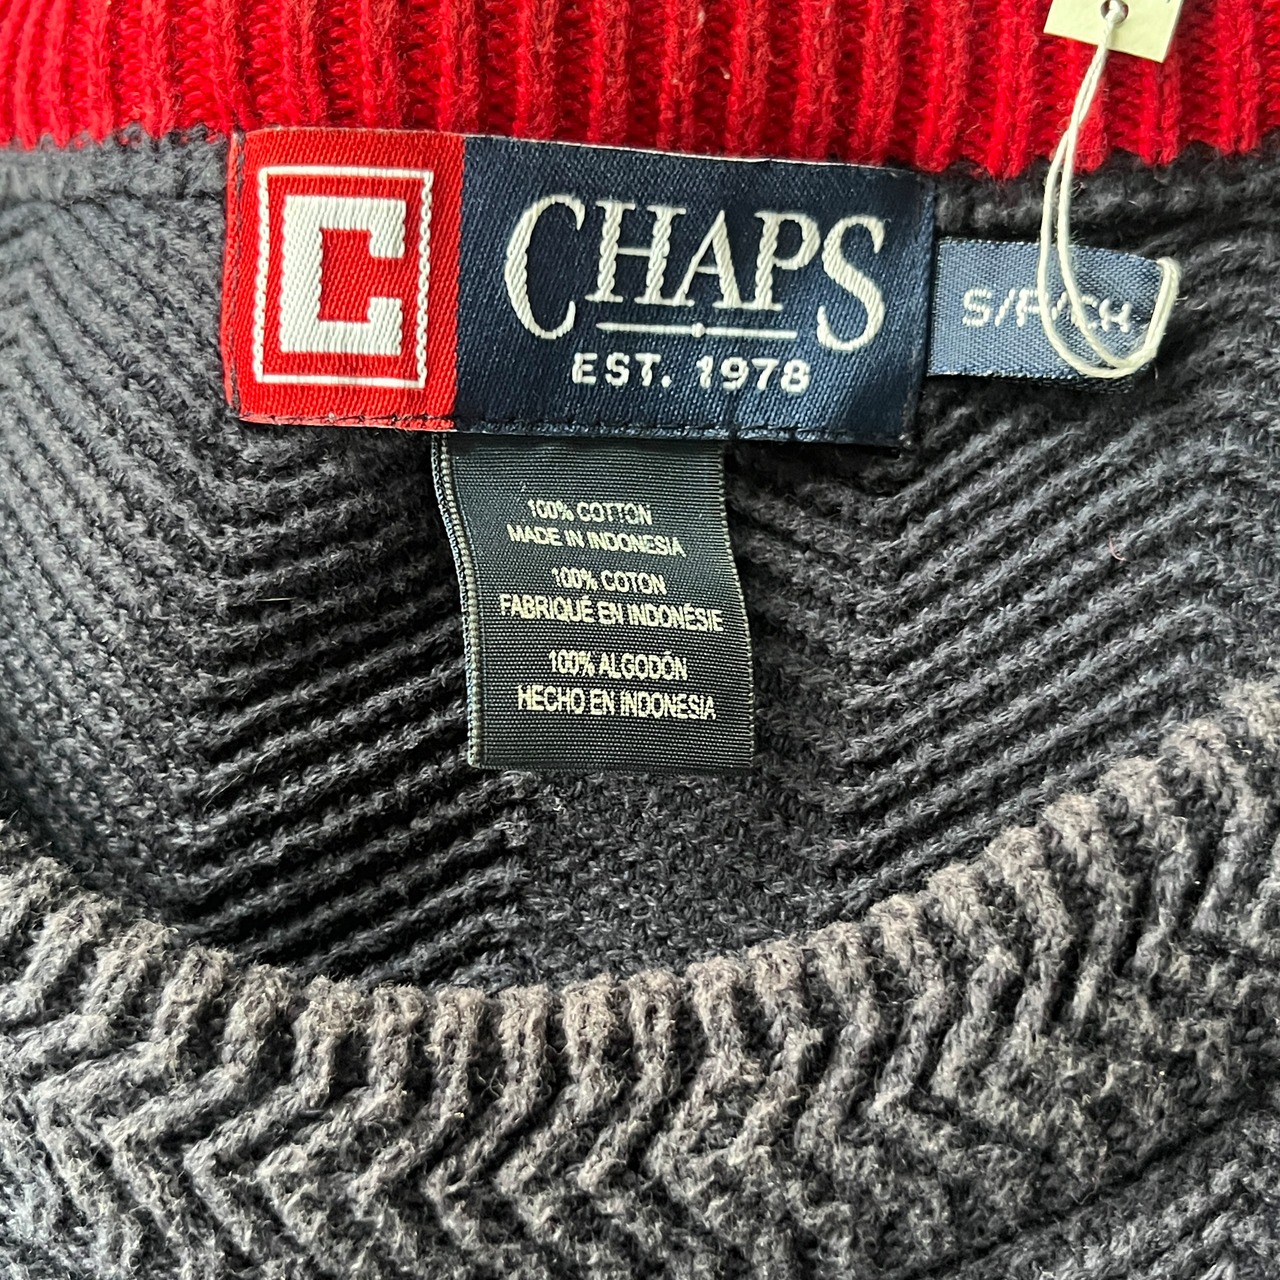 C
CHAPS
EST. 1978
S/P/CH
100% COTTON
MADE IN INDONESIA
100% COTON
FABRIQUÉ EN INDONÉSIE
100% ALGODÓN
HECHO EN INDONESIA